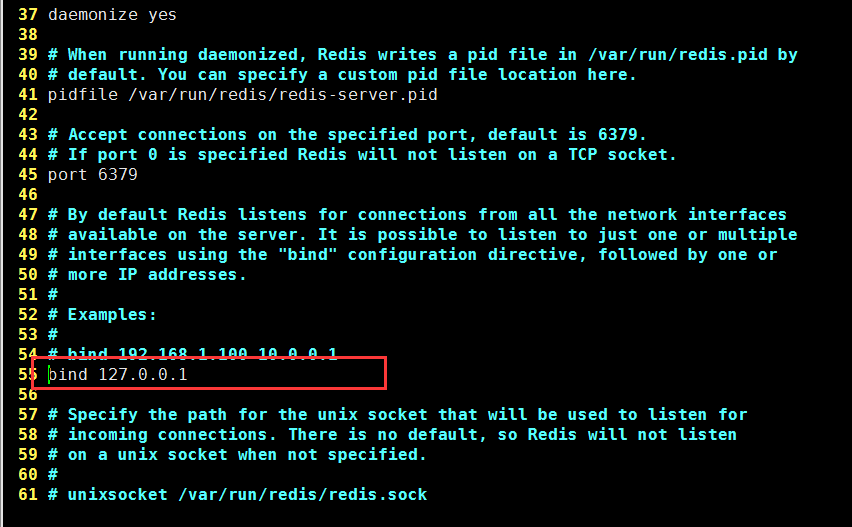 37 daemonize yes
38
39 # When running daemonized, Redis writes a pid file in /var/run/redis.pid by
40 # default. You can specify a custom pid file location here.
41 pidfile /var/run/redis/redis-server.pid
42
43 # Accept connections on the specified port, default is 6379.
44 # If port 0 is specified Redis will not listen on a TCP socket.
45 port 6379
46
47 # By default Redis listens for connections from all the network interfaces
48 # available on the server. It is possible to listen to just one or multiple
49 # interfaces using the "bind" configuration directive, followed by one or
50 # more IP addresses.
51 #
52 # Examples:
53 #
54 # bind 192.168.1.100 10.0.0.1
55 bind 127.0.0.1
56
57 # Specify the path for the unix socket that will be used to listen for
58 # incoming connections. There is no default, so Redis will not listen
59 # on a unix socket when not specified.
60 #
61 # unixsocket /var/run/redis/redis.sock